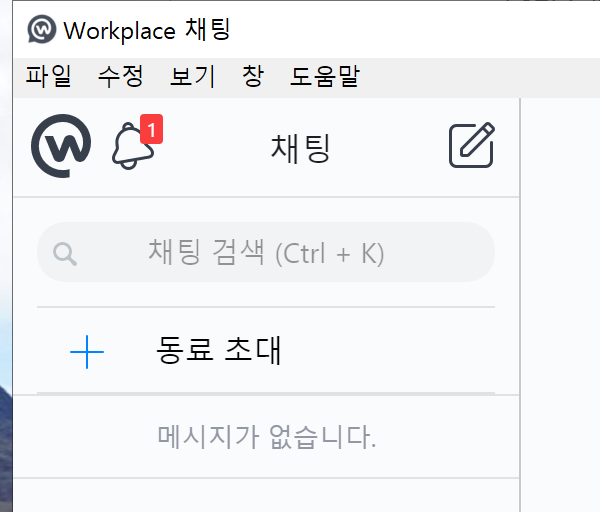 Workplace 채팅
파일 수정 보기 창 도움말
1 채팅
채팅 검색 (Ctrl + K)
동료 초대
메시지가 없습니다.